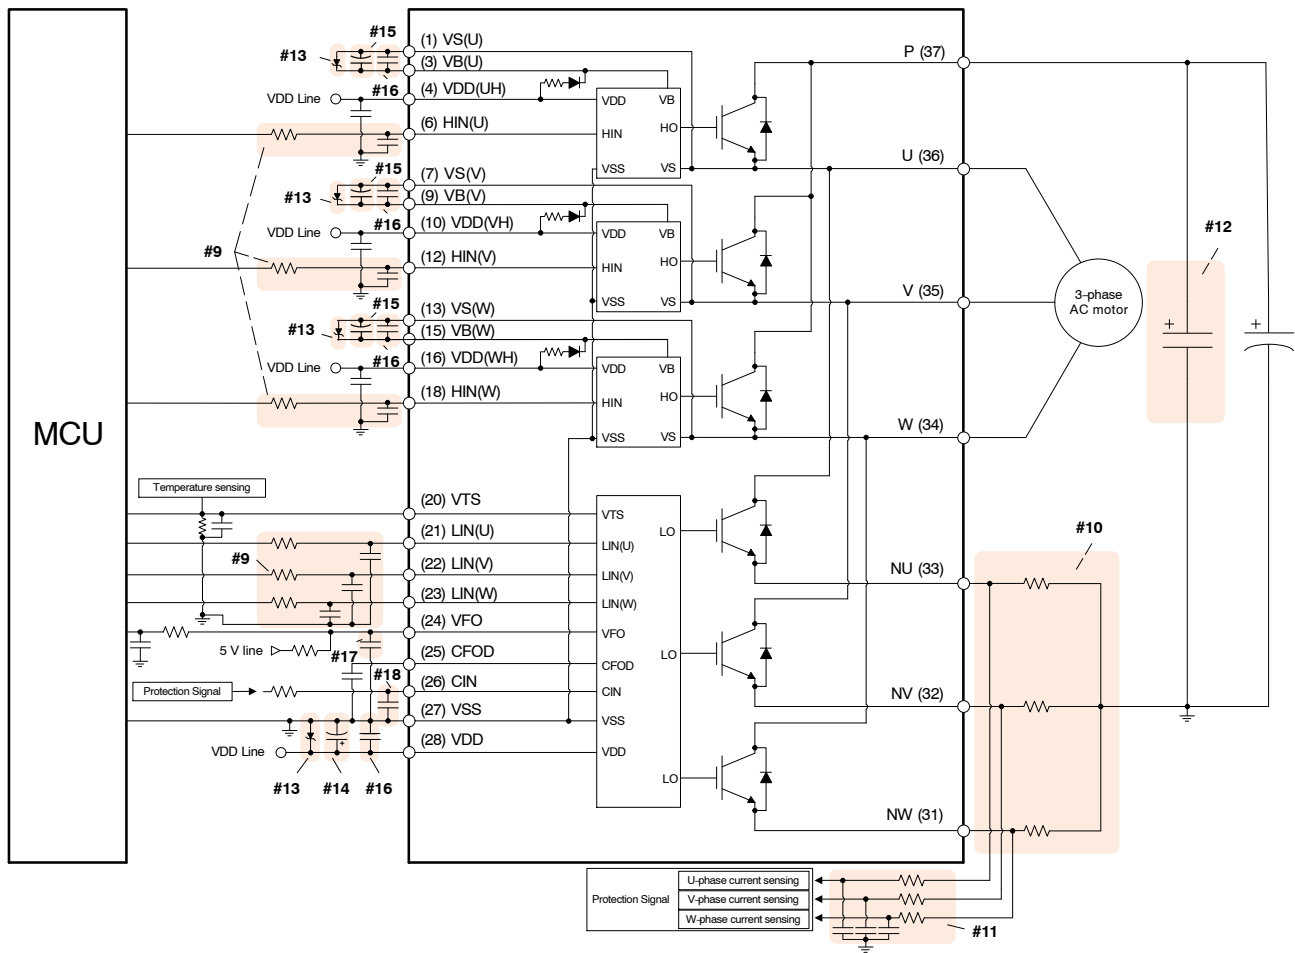 #15
#13
(1) VS(U)
(3) VB(U)
#16
VDD Line
(4) VDD(UH)
(6) HIN(U)
VDD
VB
HIN
HO
VSS
VS
P (37)
U (36)
#15
#13
(7) VS(V)
(9) VB(V)
#16
VDD Line
(10) VDD(VH)
(12) HIN(V)
VDD
VB
HIN
HO
VSS
VS
V (35)
#9
#12
3-phase
AC motor
+
+
#15
#13
(13) VS(W)
(15) VB(W)
#16
VDD Line
(16) VDD(WH)
(18) HIN(W)
VDD
VB
HIN
HO
VSS
VS
W (34)
MCU
Temperature sensing
(20) VTS
(21) LIN(U)
#9
(22) LIN(V)
(23) LIN(W)
(24) VFO
5 V line
#17
(25) CFOD
#18
Protection Signal
(26) CIN
(27) VSS
VDD Line
+
(28) VDD
#13
#14
#16
VTS
LIN(U)
LIN(V)
LIN(W)
VFO
CFOD
CIN
VSS
VDD
LO
LO
LO
#10
NU (33)
NV (32)
NW (31)
Protection Signal
U-phase current sensing
V-phase current sensing
W-phase current sensing
#11